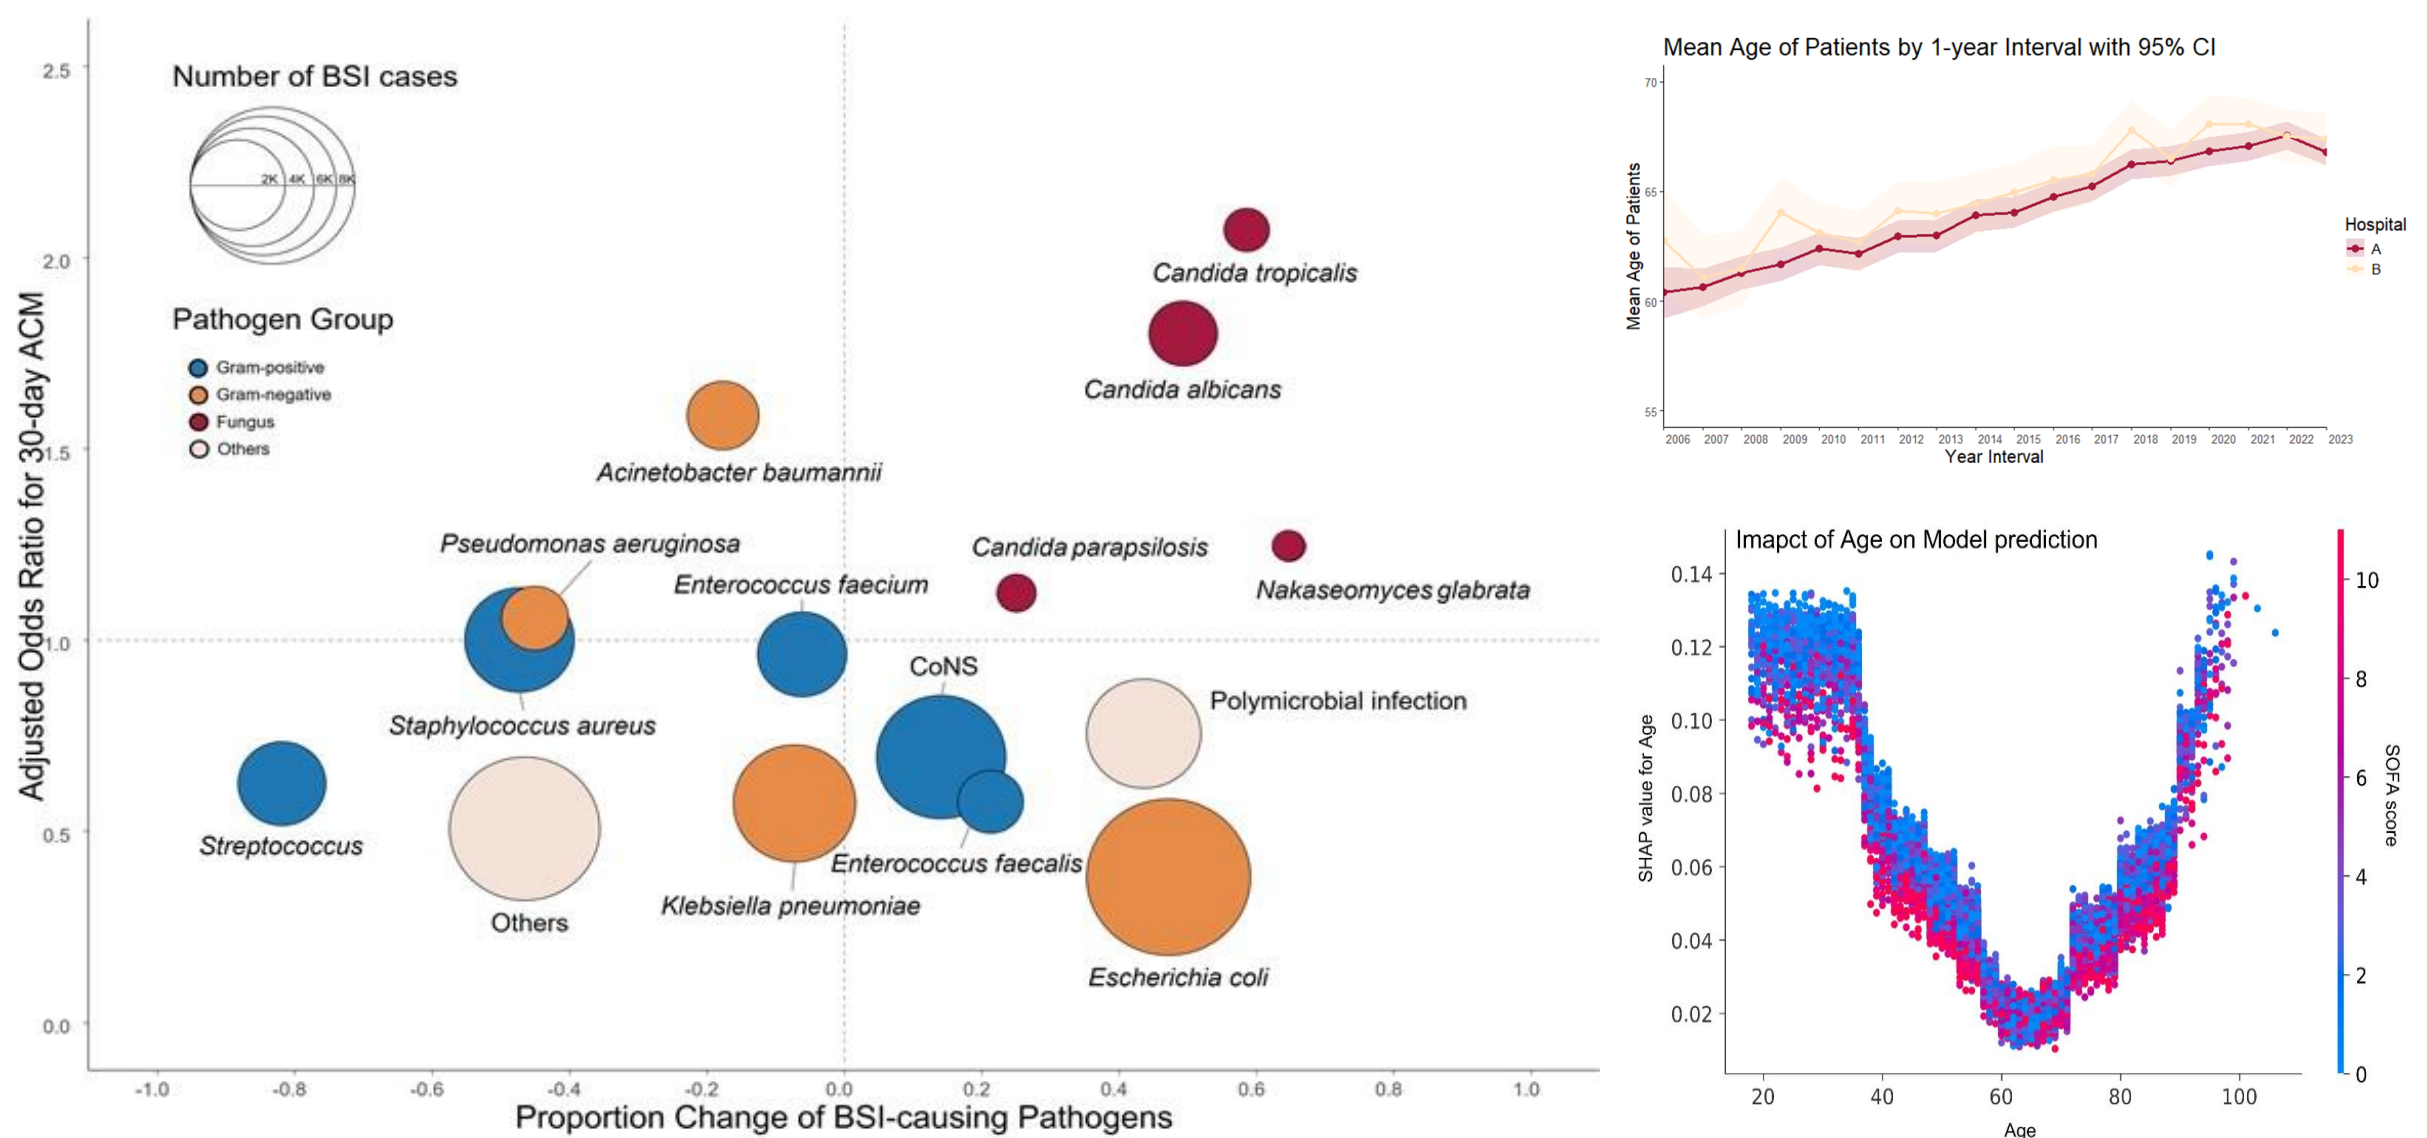 2.5
2.0
1.5
1.0
0.5
0.0
Adjusted Odds Ratio for 30-day ACM
Number of BSI cases
2K 4K 6K 8K
Pathogen Group
Gram-positive
Gram-negative
Fungus
Others
Candida tropicalis
Candida albicans
Acinetobacter baumannii
Pseudomonas aeruginosa
Candida parapsilosis
Enterococcus faecium
Nakaseomyces glabrata
CoNS
Polymicrobial infection
Staphylococcus aureus
Streptococcus
Enterococcus faecalis
Klebsiella pneumoniae
Others
Escherichia coli
-1.0 -0.8 -0.6 -0.4 -0.2 0.0 0.2 0.4 0.6 0.8 1.0
Proportion Change of BSI-causing Pathogens
Mean Age of Patients by 1-year Interval with 95% CI
70
65
60
55
Mean Age of Patients
2006 2007 2008 2009 2010 2011 2012 2013 2014 2015 2016 2017 2018 2019 2020 2021 2022 2023
Year Interval
Hospital
A
B
Imapct of Age on Model prediction
0.14
0.12
0.10
0.08
0.06
0.04
0.02
SHAP value for Age
20 40 60 80 100
Age
10
8
6
4
2
0
SOFA score